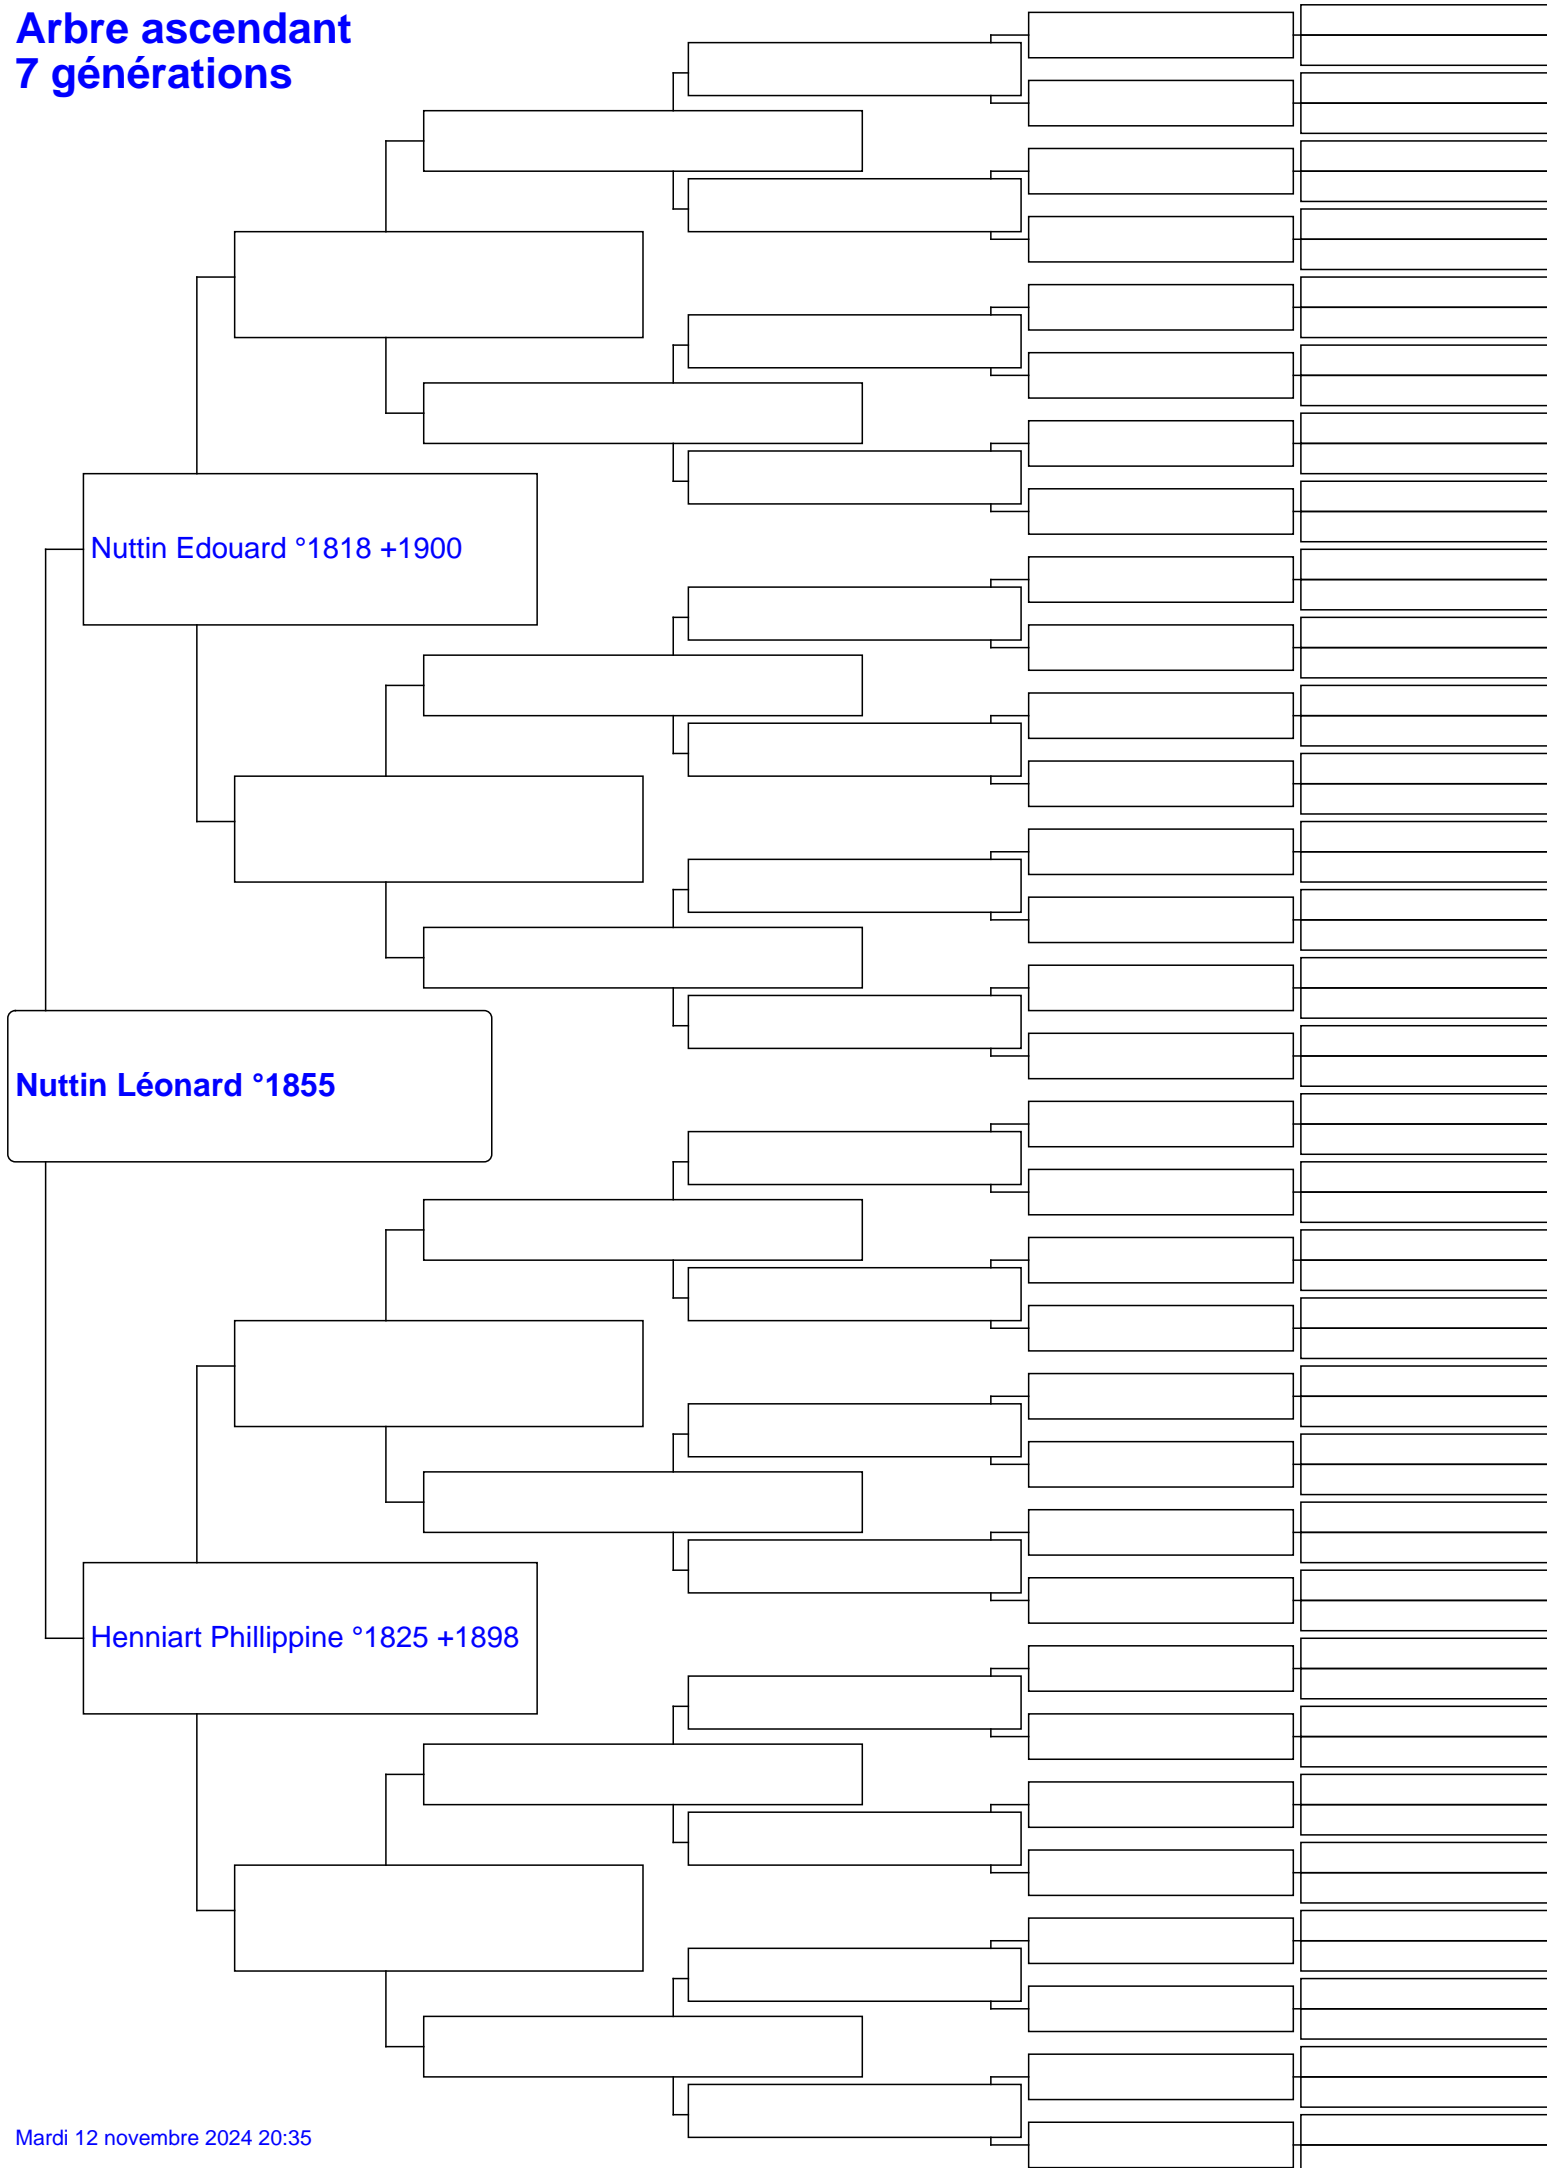 Arbre ascendant
7 générations
Nuttin Edouard °1818 +1900
Nuttin Léonard °1855
Henniart Phillippine °1825 +1898
Mardi 12 novembre 2024 20:35